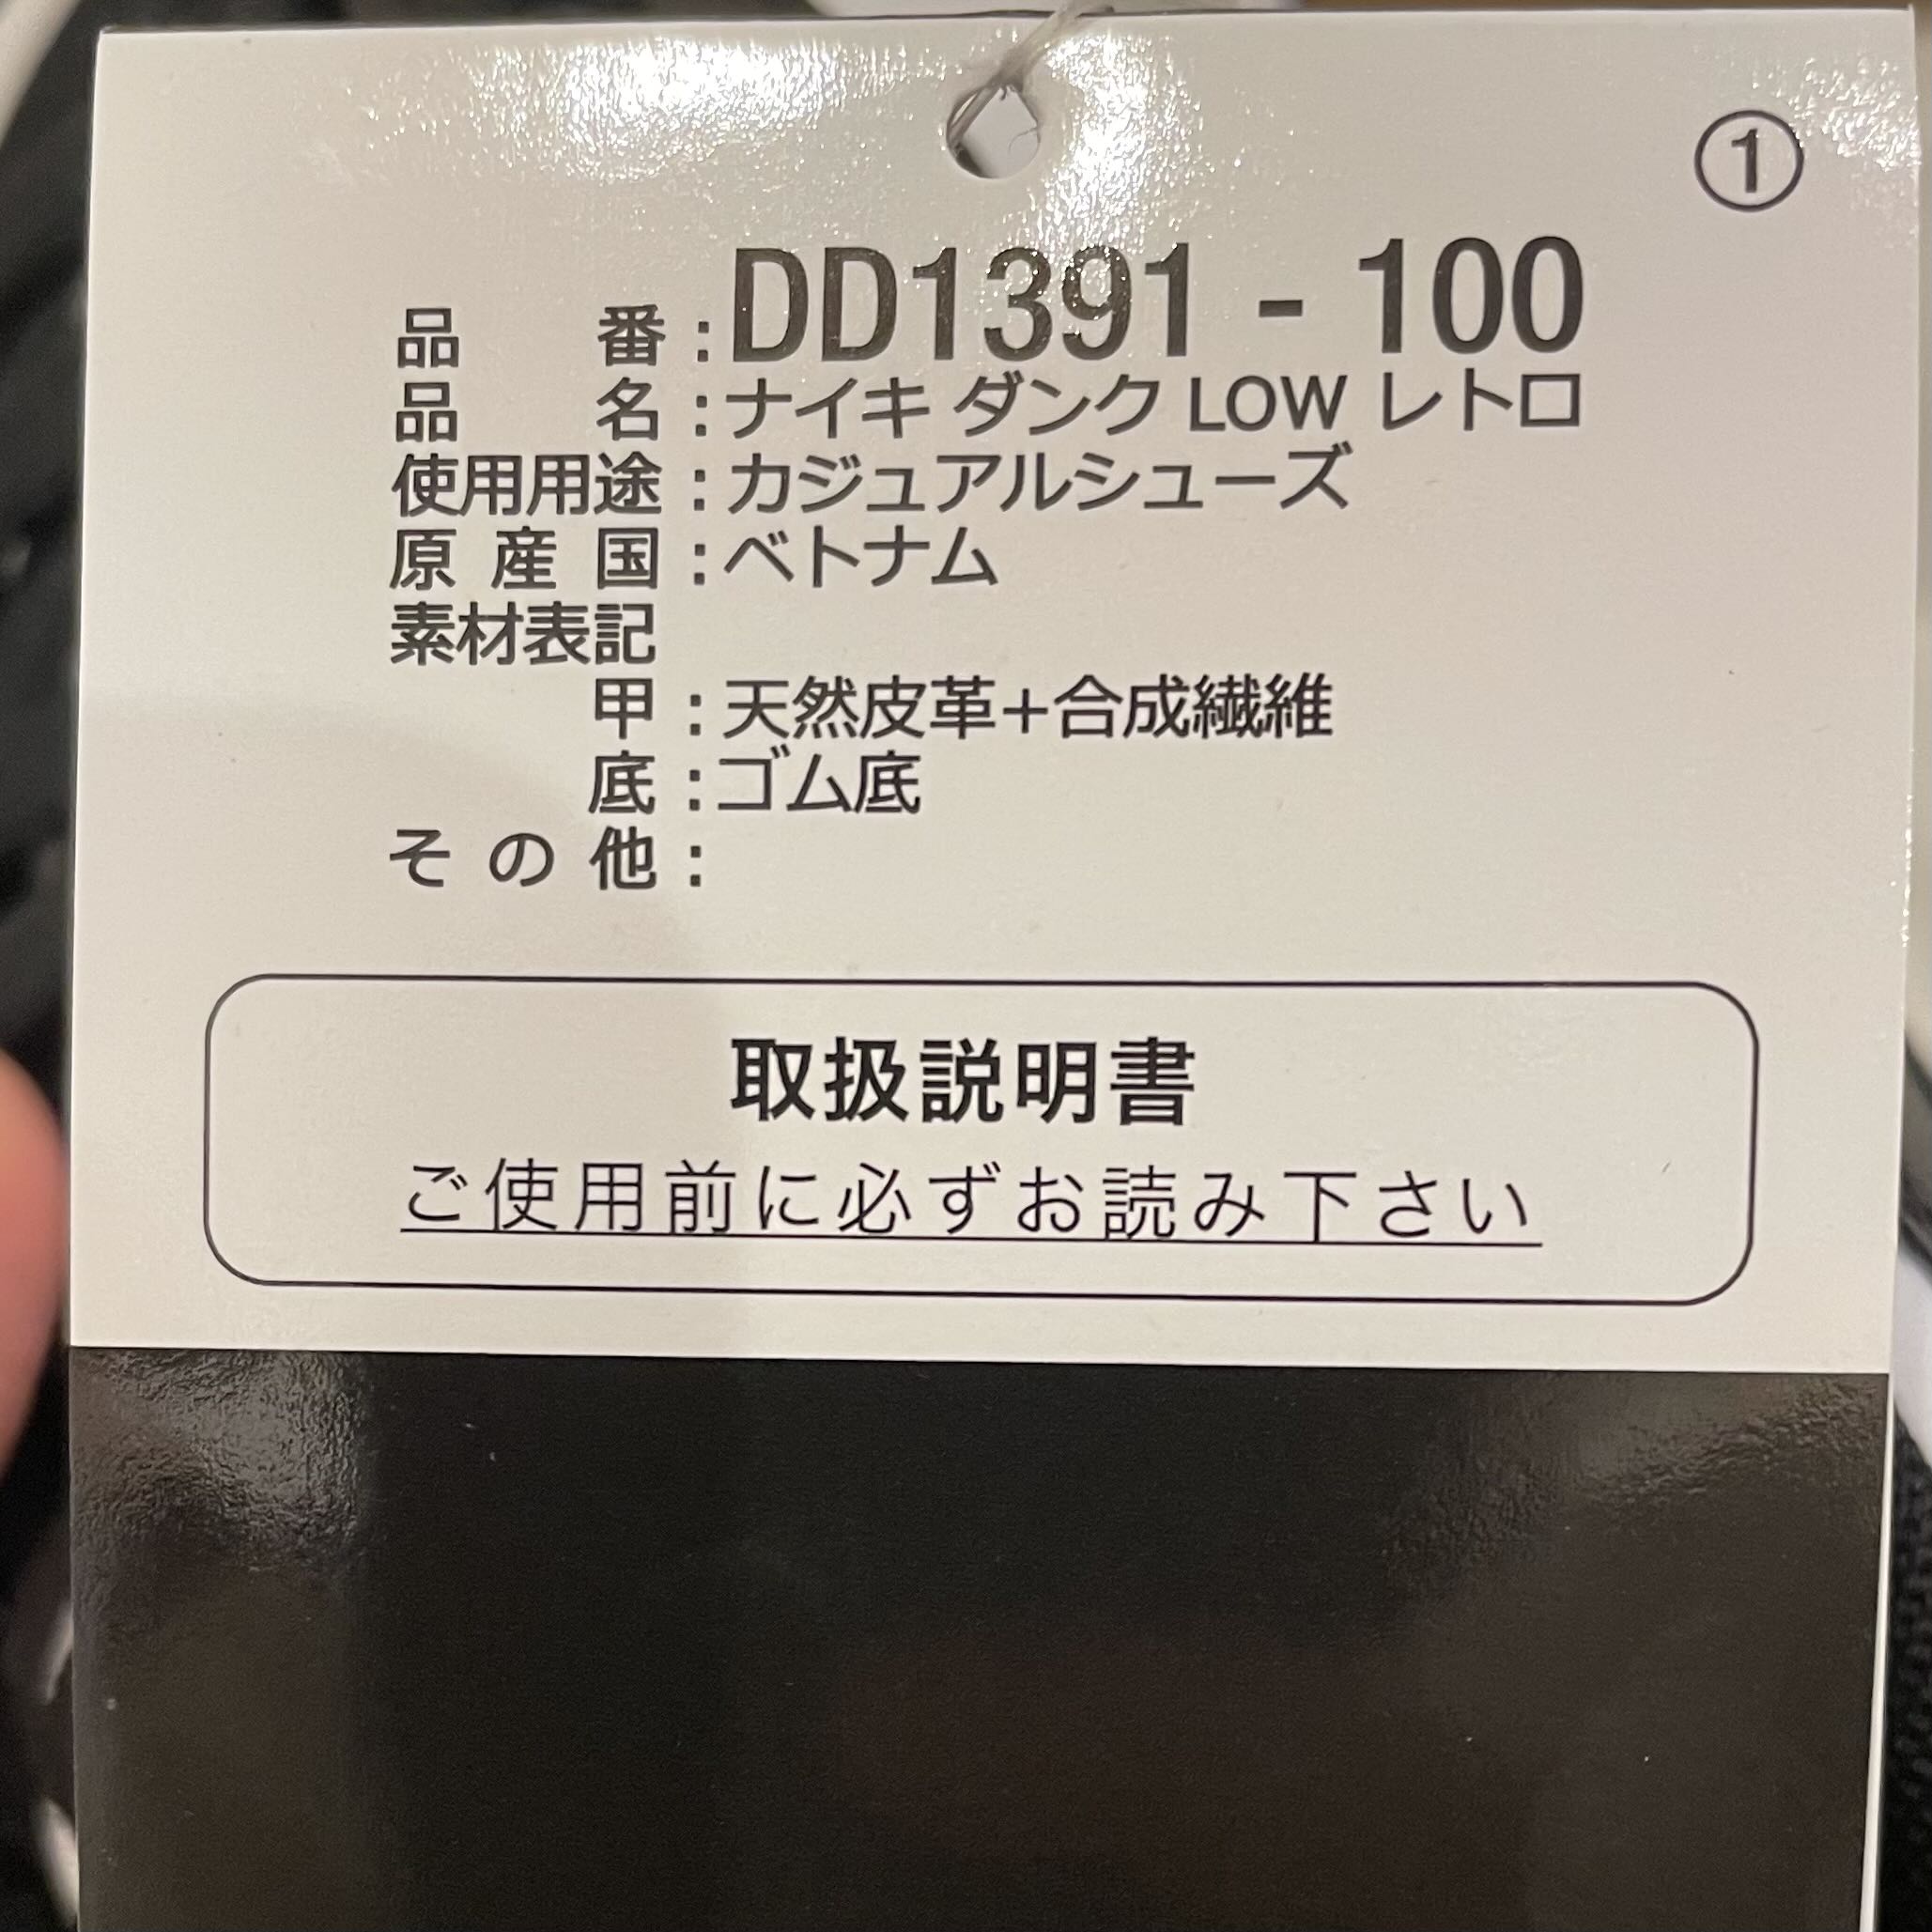 ①
品番:DD1391 - 100
品名:ナイキ ダンク LOW レトロ
使用用途:カジュアルシューズ
原産国:ベトナム
素材表記
甲:天然皮革+合成繊維
底:ゴム底
その他:
取扱説明書
ご使用前に必ずお読み下さい